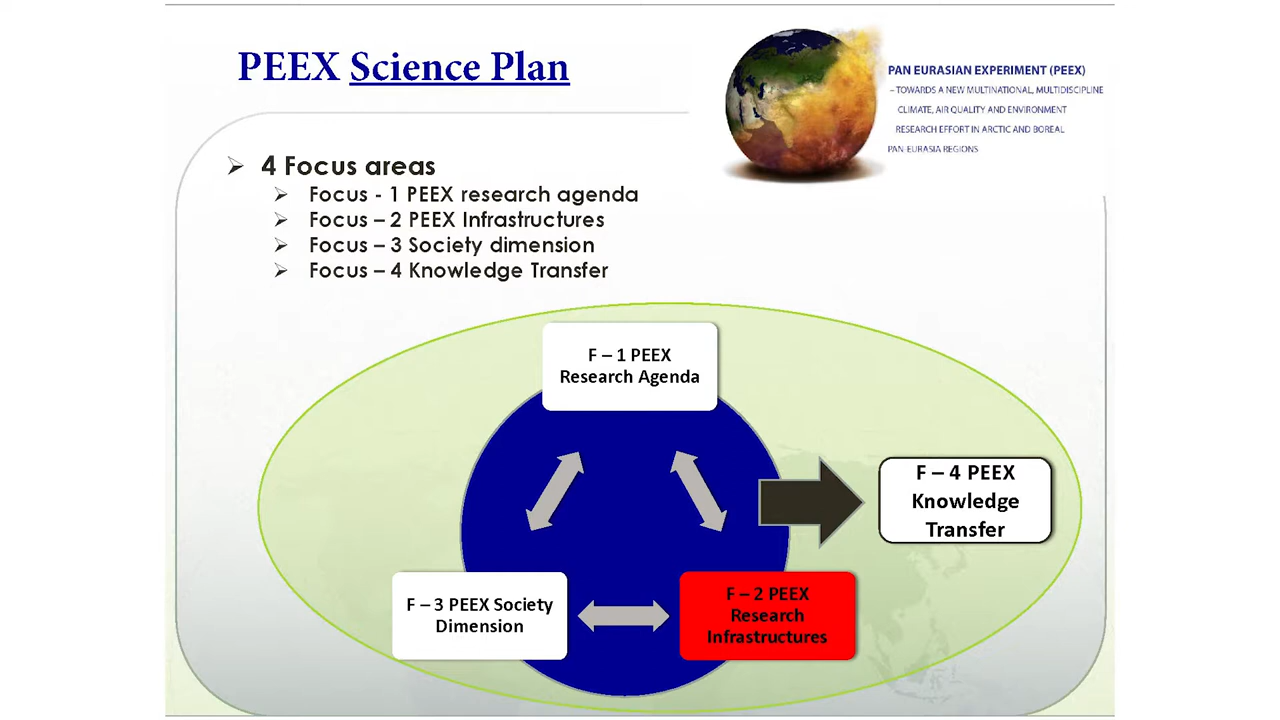 PEEX Science Plan
PAN EURASIAN EXPERIMENT (PEEX)
– TOWARDS A NEW MULTINATIONAL, MULTIDISCIPLINE
CLIMATE, AIR QUALITY AND ENVIRONMENT
RESEARCH EFFORT IN ARCTIC AND BOREAL
PAN-EURASIA REGIONS
4 Focus areas
Focus - 1 PEEX research agenda
Focus – 2 PEEX Infrastructures
Focus – 3 Society dimension
Focus – 4 Knowledge Transfer
F – 1 PEEX
Research Agenda
F – 4 PEEX
Knowledge
Transfer
F – 3 PEEX Society
Dimension
F – 2 PEEX
Research
Infrastructures